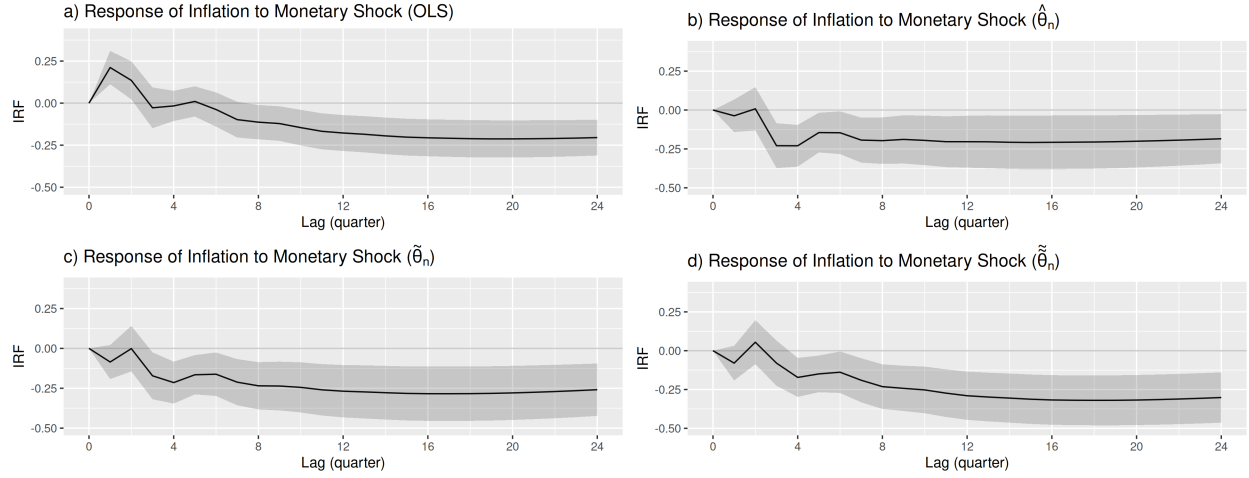 a) Response of Inflation to Monetary Shock (OLS)
IRF
0.25
0.00
-0.25
-0.50
0 4 8 12 16 20 24
Lag (quarter)
b) Response of Inflation to Monetary Shock (θ̂ₙ)
IRF
0.25
0.00
-0.25
-0.50
0 4 8 12 16 20 24
Lag (quarter)
c) Response of Inflation to Monetary Shock (θ̃ₙ)
IRF
0.25
0.00
-0.25
-0.50
0 4 8 12 16 20 24
Lag (quarter)
d) Response of Inflation to Monetary Shock (θ̃̃ₙ)
IRF
0.25
0.00
-0.25
-0.50
0 4 8 12 16 20 24
Lag (quarter)